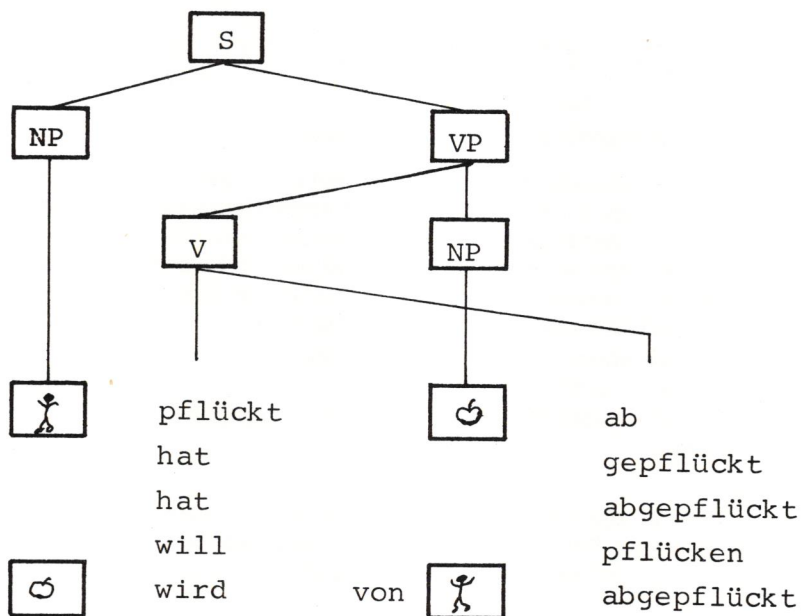 S
NP VP
V NP
pflückt ab
hat gepflückt
hat abgepflückt
will pflücken
wird von abgepflückt